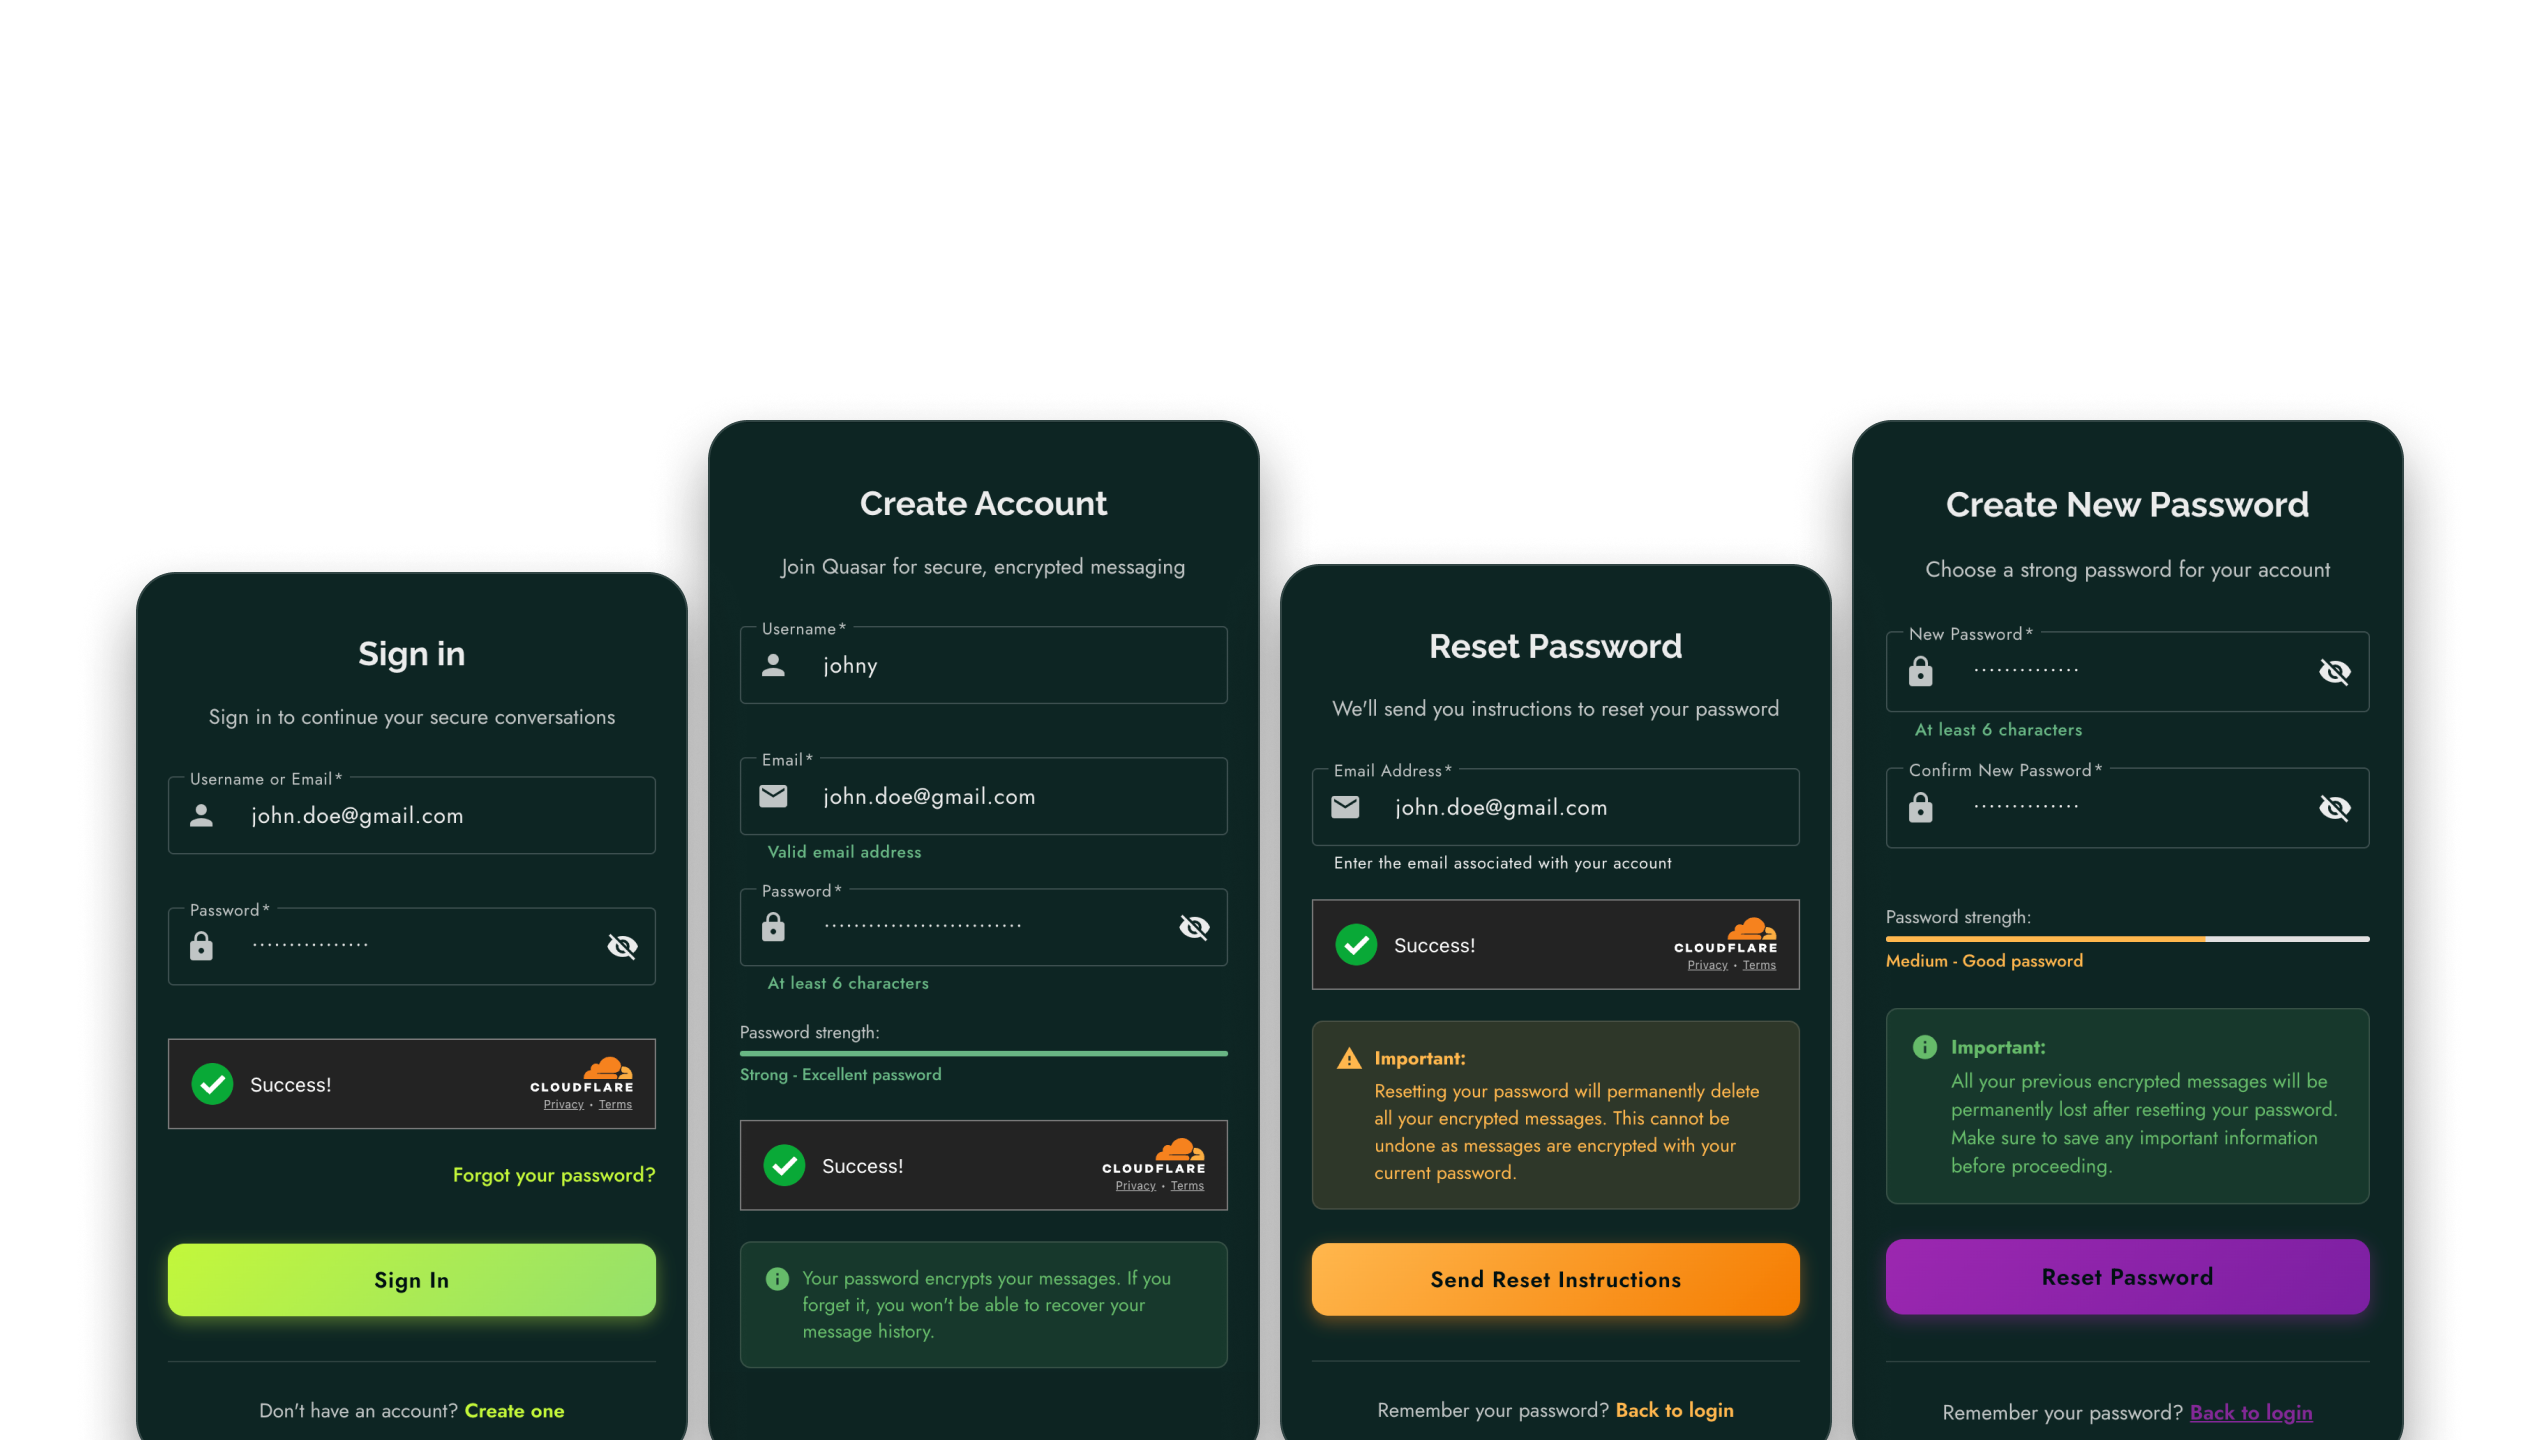 Sign in
Sign in to continue your secure conversations
Username or Email*
john.doe@gmail.com
Password*
················
Success!
CLOUDFLARE
Privacy • Terms
Forgot your password?
Sign In
Don't have an account? Create one
Create Account
Join Quasar for secure, encrypted messaging
Username*
johny
Email*
john.doe@gmail.com
Valid email address
Password*
···························
At least 6 characters
Password strength:
Strong - Excellent password
Success!
CLOUDFLARE
Privacy • Terms
Your password encrypts your messages. If you
forget it, you won't be able to recover your
message history.
Reset Password
We'll send you instructions to reset your password
Email Address*
john.doe@gmail.com
Enter the email associated with your account
Success!
CLOUDFLARE
Privacy • Terms
Important:
Resetting your password will permanently delete
all your encrypted messages. This cannot be
undone as messages are encrypted with your
current password.
Send Reset Instructions
Remember your password? Back to login
Create New Password
Choose a strong password for your account
New Password*
··············
At least 6 characters
Confirm New Password*
··············
Password strength:
Medium - Good password
Important:
All your previous encrypted messages will be
permanently lost after resetting your password.
Make sure to save any important information
before proceeding.
Reset Password
Remember your password? Back to login